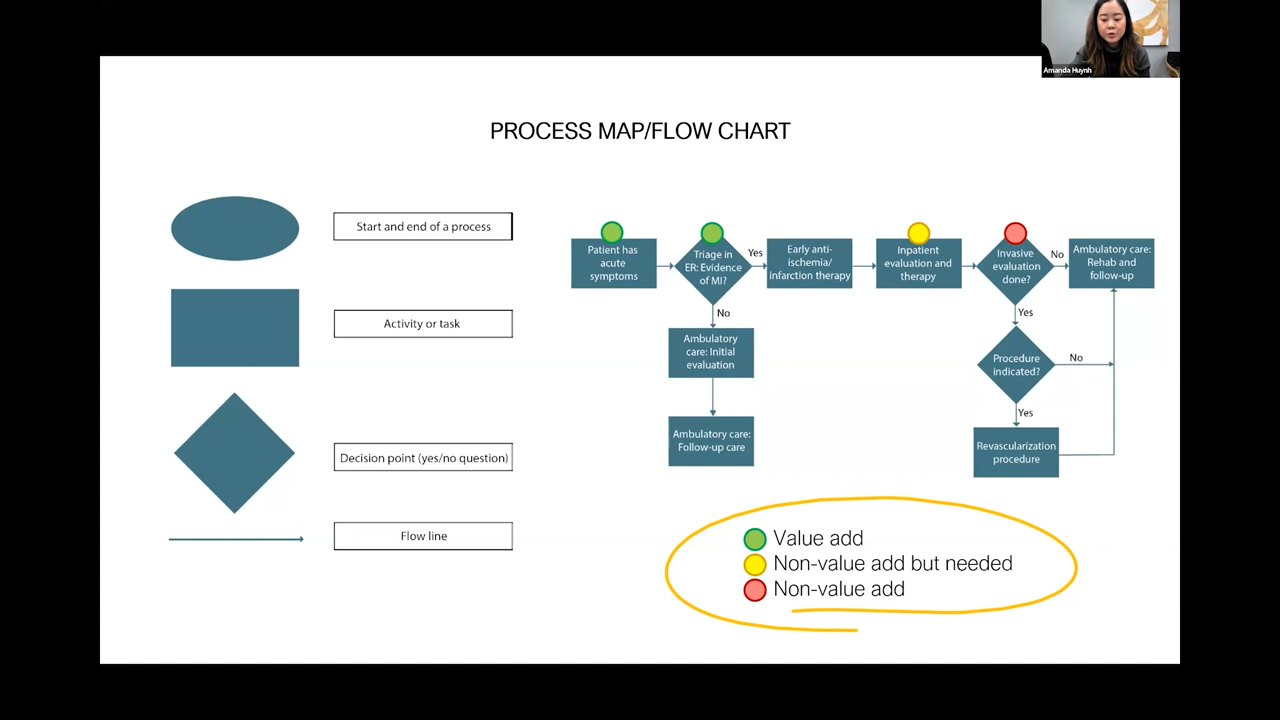 Amanda Huynh
PROCESS MAP/FLOW CHART
Start and end of a process
Activity or task
Decision point (yes/no question)
Flow line
Patient has
acute
symptoms
Triage in
ER: Evidence
of MI?
Yes
Early anti-
ischemia/
infarction therapy
Inpatient
evaluation and
therapy
Invasive
evaluation
done?
No
Ambulatory care:
Rehab and
follow-up
No
Ambulatory
care: Initial
evaluation
Ambulatory care:
Follow-up care
Yes
Procedure
indicated?
No
Yes
Revascularization
procedure
Value add
Non-value add but needed
Non-value add